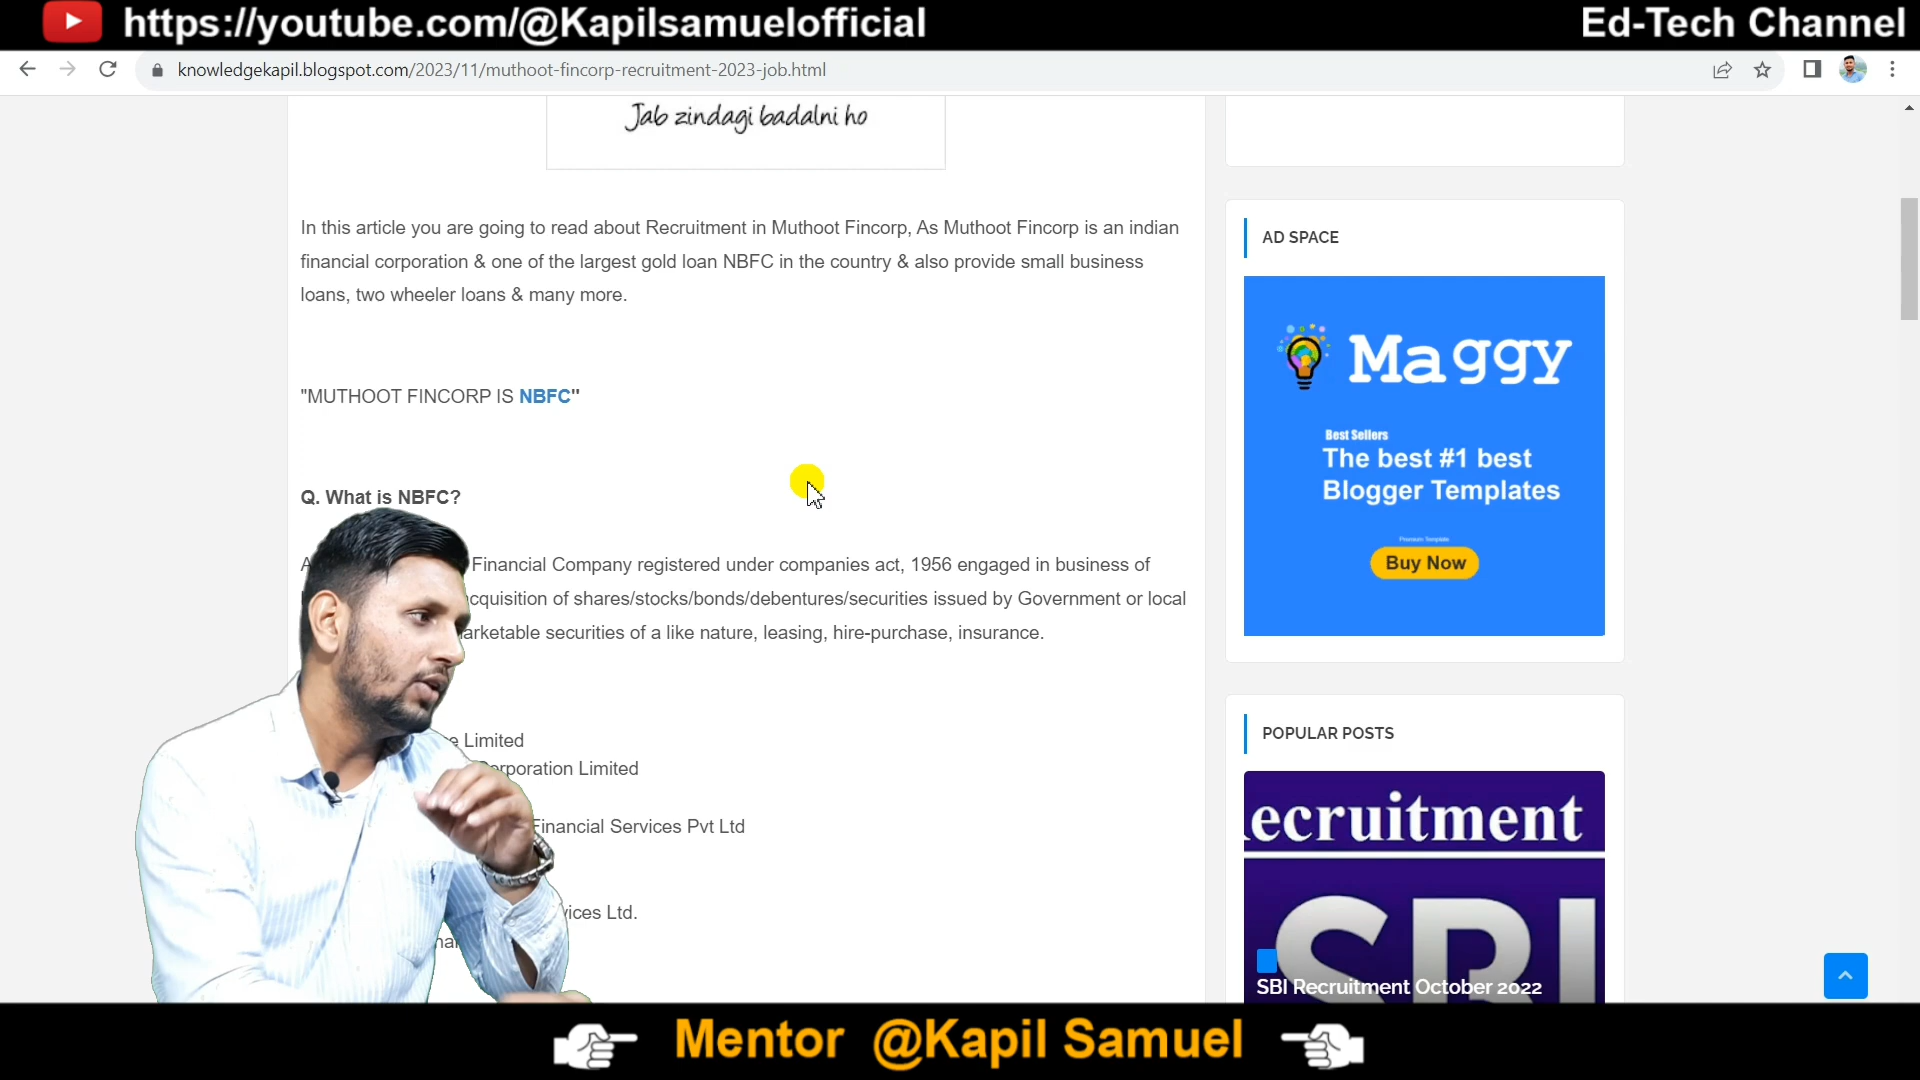 https://youtube.com/@Kapilsamuelofficial
Ed-Tech Channel
knowledgekapil.blogspot.com/2023/11/muthoot-fincorp-recruitment-2023-job.html
Jab zindagi badalni ho
In this article you are going to read about Recruitment in Muthoot Fincorp, As Muthoot Fincorp is an indian
financial corporation & one of the largest gold loan NBFC in the country & also provide small business
loans, two wheeler loans & many more.
"MUTHOOT FINCORP IS NBFC"
Q. What is NBFC?
Financial Company registered under companies act, 1956 engaged in business of
of shares/stocks/bonds/debentures/securities issued by Government or local
securities of a like nature, leasing, hire-purchase, insurance.
Limited
Limited
Financial Services Pvt Ltd
Ltd.
AD SPACE
Maggy
Best Sellers
The best #1 best
Blogger Templates
Premium Template
Buy Now
POPULAR POSTS
ecruitment
SBI
SBI Recruitment October 2022
Mentor @Kapil Samuel